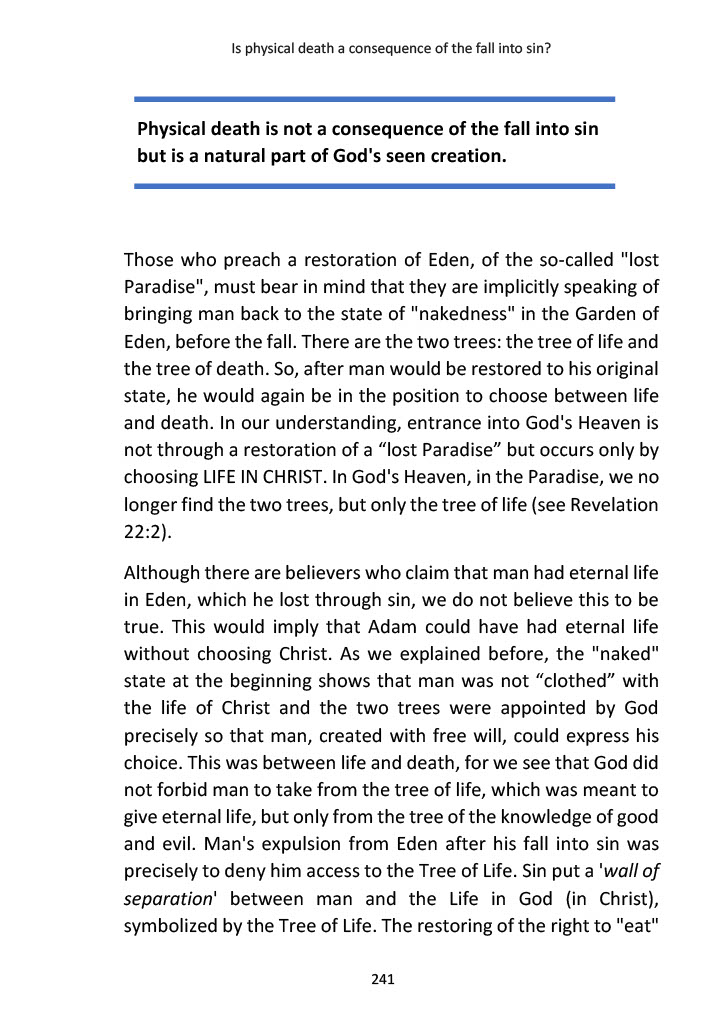 Is physical death a consequence of the fall into sin?
Physical death is not a consequence of the fall into sin
but is a natural part of God's seen creation.
Those who preach a restoration of Eden, of the so-called "lost
Paradise", must bear in mind that they are implicitly speaking of
bringing man back to the state of "nakedness" in the Garden of
Eden, before the fall. There are the two trees: the tree of life and
the tree of death. So, after man would be restored to his original
state, he would again be in the position to choose between life
and death. In our understanding, entrance into God's Heaven is
not through a restoration of a “lost Paradise” but occurs only by
choosing LIFE IN CHRIST. In God's Heaven, in the Paradise, we no
longer find the two trees, but only the tree of life (see Revelation
22:2).
Although there are believers who claim that man had eternal life
in Eden, which he lost through sin, we do not believe this to be
true. This would imply that Adam could have had eternal life
without choosing Christ. As we explained before, the "naked"
state at the beginning shows that man was not “clothed” with
the life of Christ and the two trees were appointed by God
precisely so that man, created with free will, could express his
choice. This was between life and death, for we see that God did
not forbid man to take from the tree of life, which was meant to
give eternal life, but only from the tree of the knowledge of good
and evil. Man's expulsion from Eden after his fall into sin was
precisely to deny him access to the Tree of Life. Sin put a 'wall of
separation' between man and the Life in God (in Christ),
symbolized by the Tree of Life. The restoring of the right to "eat"
241